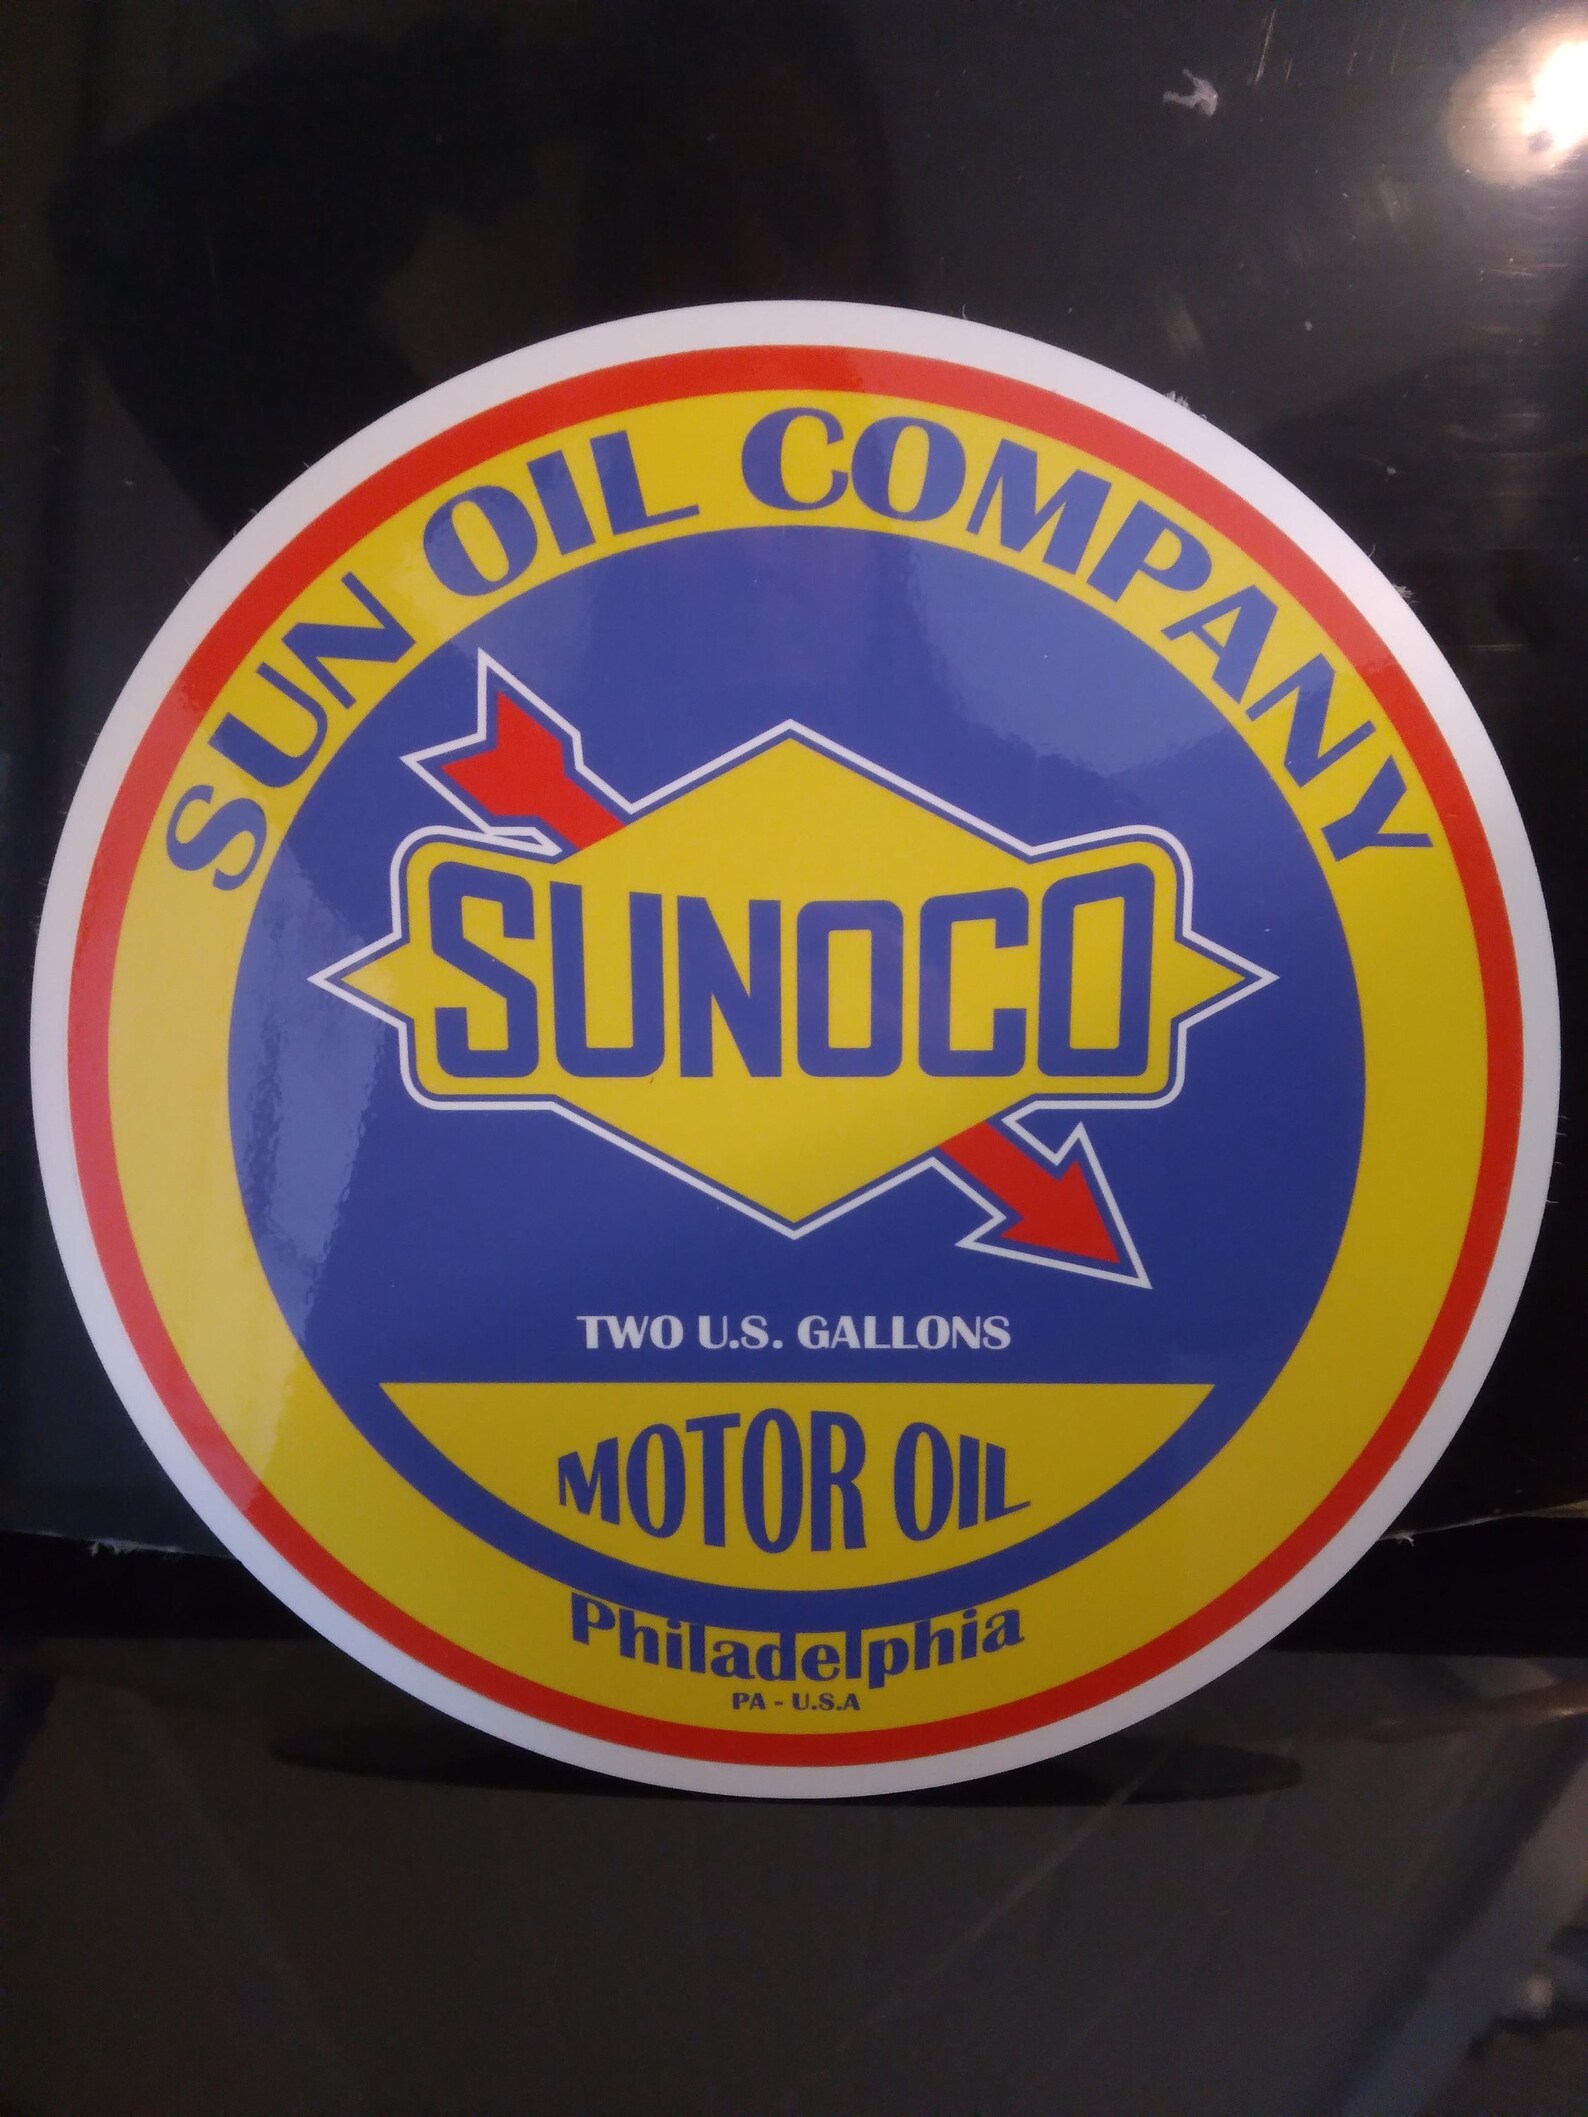 SUN OIL COMPANY
SUNOCO
TWO U.S. GALLONS
MOTOR OIL
Philadelphia
PA - U.S.A